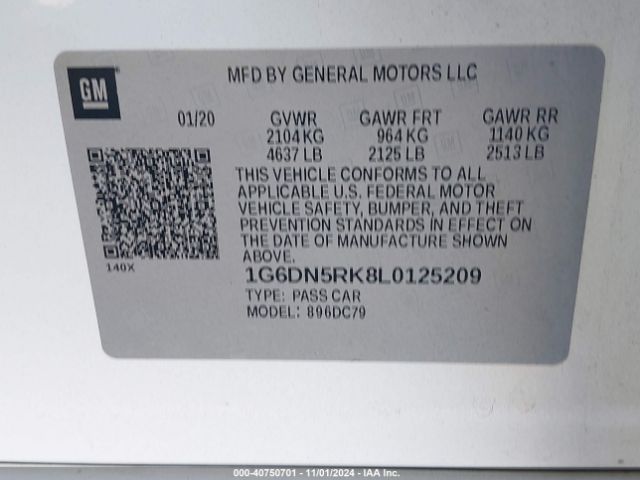 GM
MFD BY GENERAL MOTORS LLC
01/20 GVWR GAWR FRT GAWR RR
2104 KG 964 KG 1140 KG
4637 LB 2125 LB 2513 LB
THIS VEHICLE CONFORMS TO ALL
APPLICABLE U.S. FEDERAL MOTOR
VEHICLE SAFETY, BUMPER, AND THEFT
PREVENTION STANDARDS IN EFFECT ON
THE DATE OF MANUFACTURE SHOWN
ABOVE.
140X
1G6DN5RK8L0125209
TYPE: PASS CAR
MODEL: 896DC79
000-40750701 - 11/01/2024 - IAA Inc.